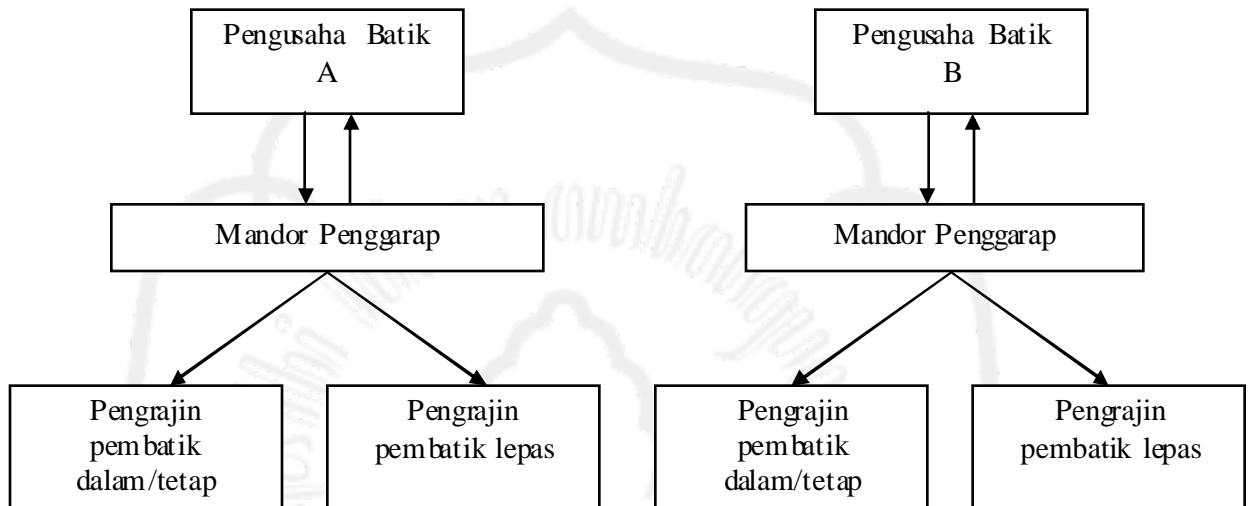 Pengusaha Batik
A
Pengusaha Batik
B
Mandor Penggarap
Mandor Penggarap
Pengrajin
pembatik
dalam/tetap
Pengrajin
pembatik lepas
Pengrajin
pembatik
dalam/tetap
Pengrajin
pembatik lepas